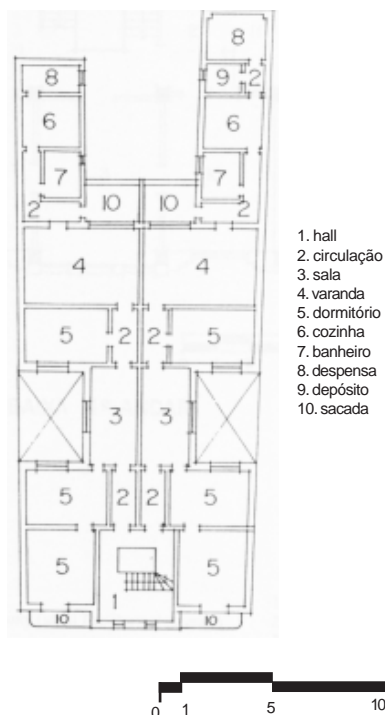 8
8
9
2
6
6
7
7
2
10
10
2
4
4
5
2
2
5
3
3
5
2
2
5
5
5
1
10
10
1. hall
2. circulação
3. sala
4. varanda
5. dormitório
6. cozinha
7. banheiro
8. despensa
9. depósito
10. sacada
0 1 5 10